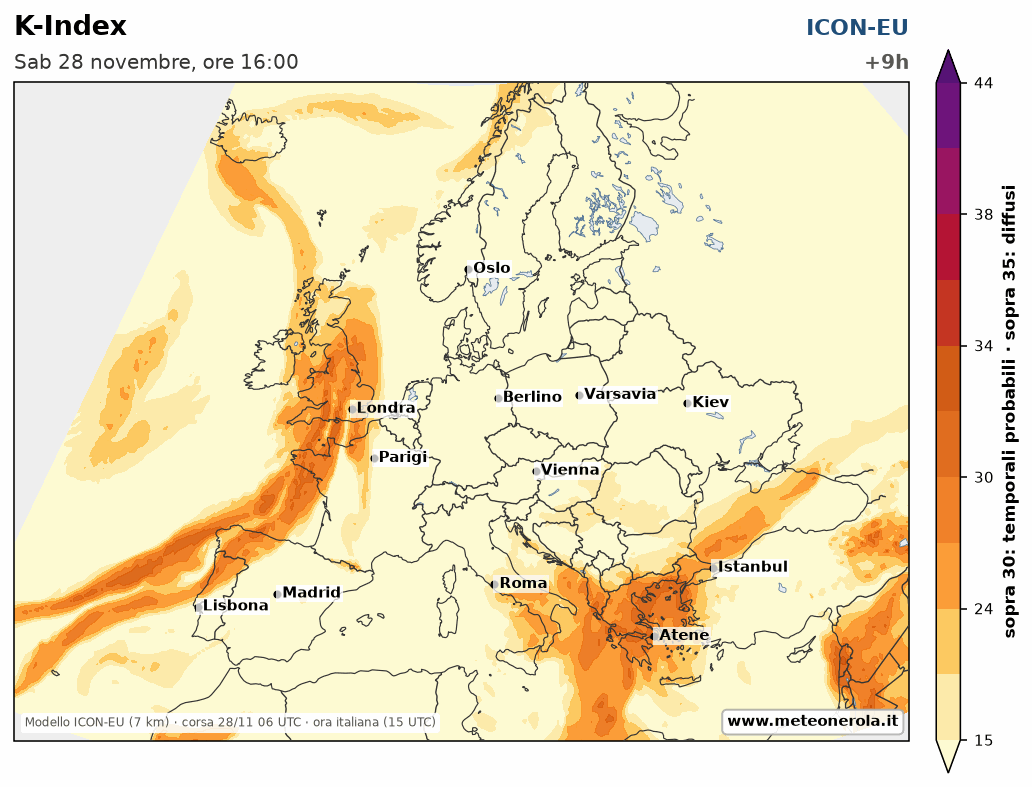 K-Index
ICON-EU
Sab 28 novembre, ore 16:00
+9h
Oslo
Londra
Berlino
Varsavia
Kiev
Parigi
Vienna
Istanbul
Roma
Madrid
Lisbona
Atene
Modello ICON-EU (7 km) · corsa 28/11 06 UTC · ora italiana (15 UTC)
www.meteonerola.it
44
38
34
30
24
15
sopra 30: temporali probabili · sopra 35: diffusi